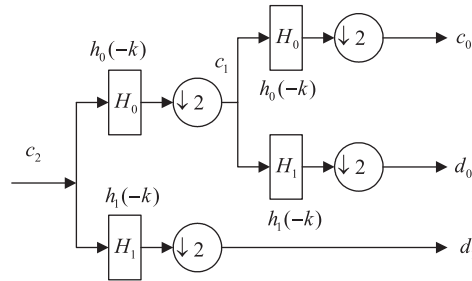 h₀(-k)
H₀
↓ 2
c₀
c₁
h₀(-k)
H₀
↓ 2
c₂
H₁
↓ 2
d₀
h₁(-k)
h₁(-k)
H₁
↓ 2
d